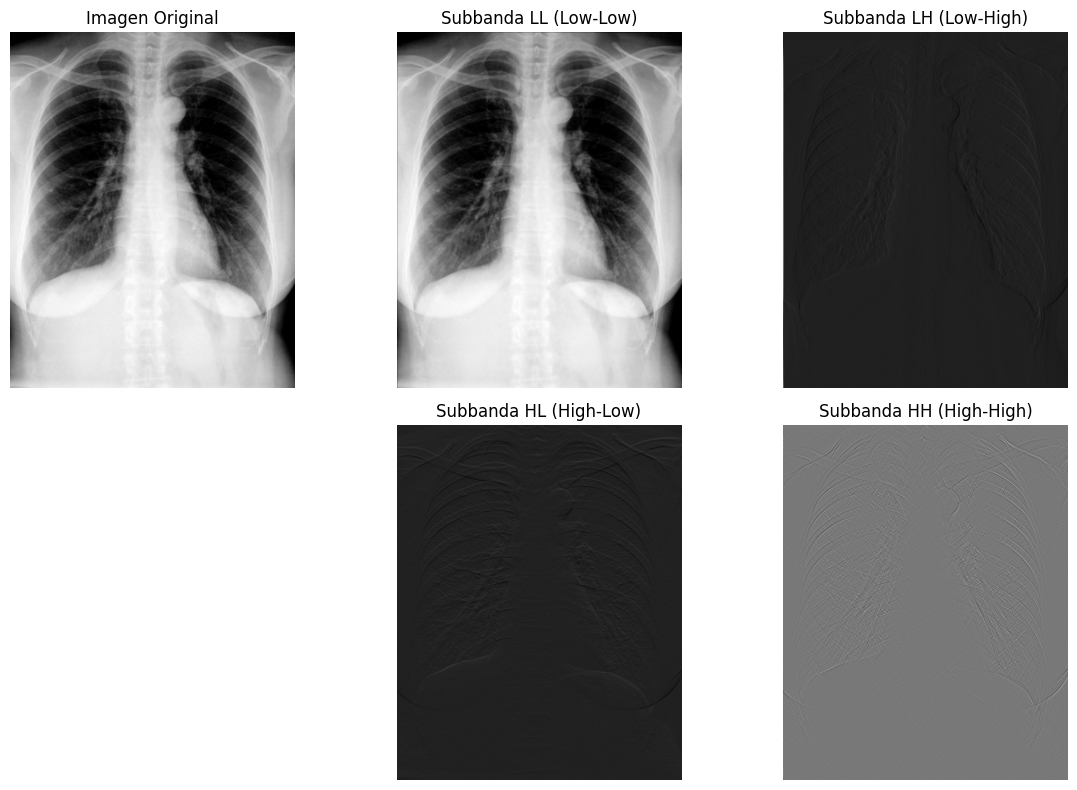 Imagen Original
Subbanda LL (Low-Low)
Subbanda LH (Low-High)
Subbanda HL (High-Low)
Subbanda HH (High-High)